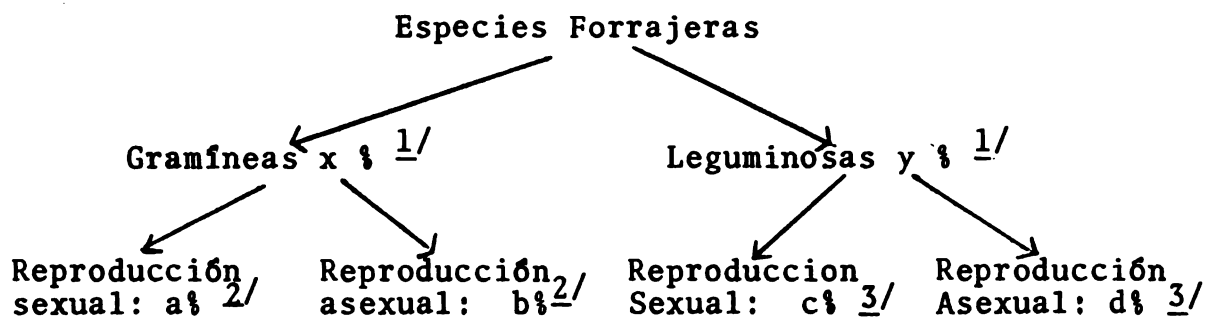 Especies Forrajeras
Gramíneas x % 1/ Leguminosas y % 1/
Reproducción Reproducción Reproduccion Reproducción
sexual: a% 2/ asexual: b% 2/ Sexual: c% 3/ Asexual: d% 3/